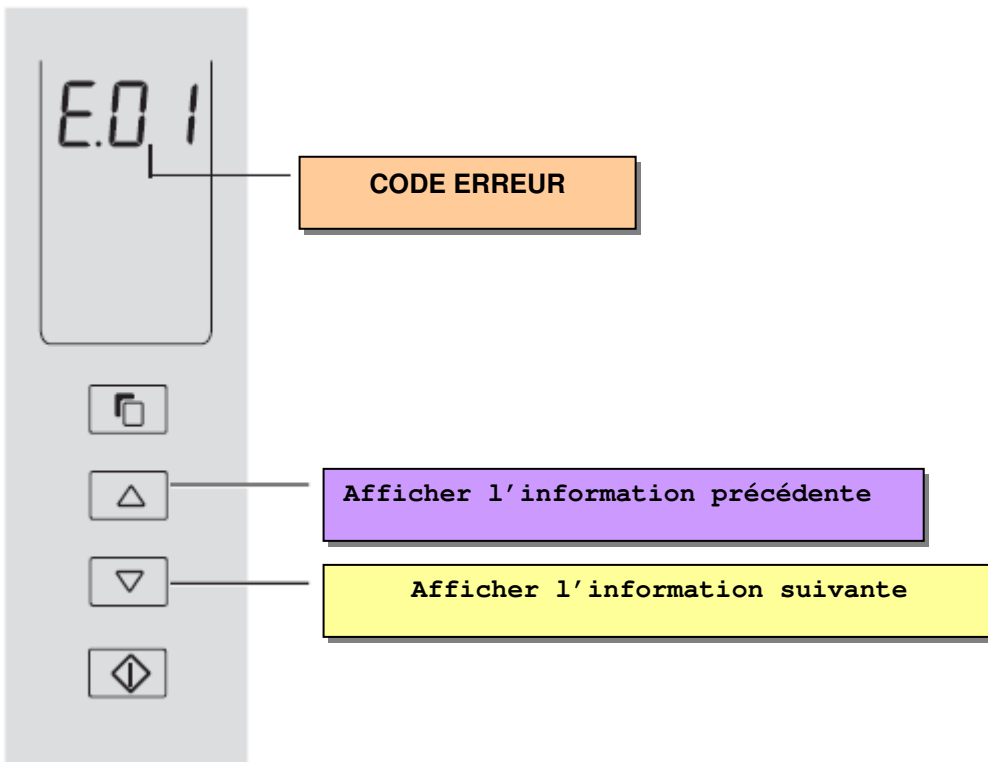 E.01
CODE ERREUR
Afficher l’information précédente
Afficher l’information suivante